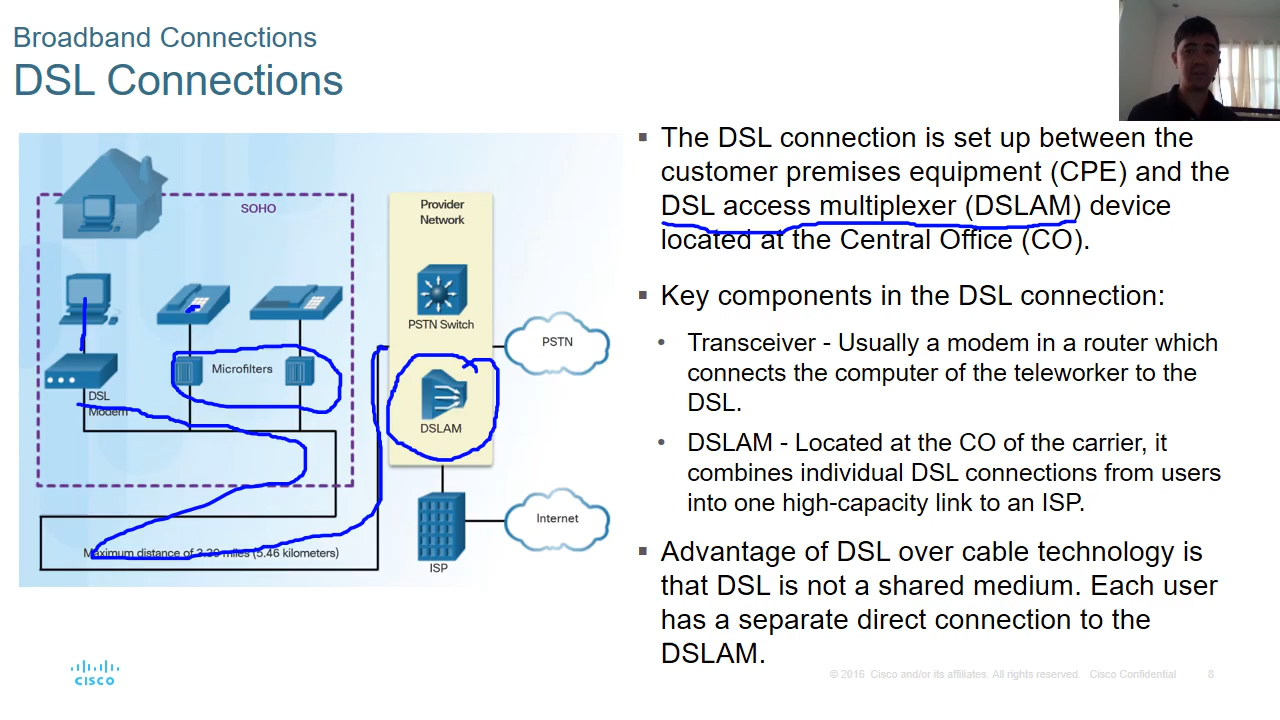 Broadband Connections
DSL Connections
SOHO
Provider
Network
PSTN Switch
PSTN
Microfilters
DSL
Modem
DSLAM
Maximum distance of 3.39 miles (5.46 kilometers)
Internet
ISP
▪ The DSL connection is set up between the
customer premises equipment (CPE) and the
DSL access multiplexer (DSLAM) device
located at the Central Office (CO).
▪ Key components in the DSL connection:
• Transceiver - Usually a modem in a router which
connects the computer of the teleworker to the
DSL.
• DSLAM - Located at the CO of the carrier, it
combines individual DSL connections from users
into one high-capacity link to an ISP.
▪ Advantage of DSL over cable technology is
that DSL is not a shared medium. Each user
has a separate direct connection to the
DSLAM.
CISCO
© 2016 Cisco and/or its affiliates. All rights reserved. Cisco Confidential 8